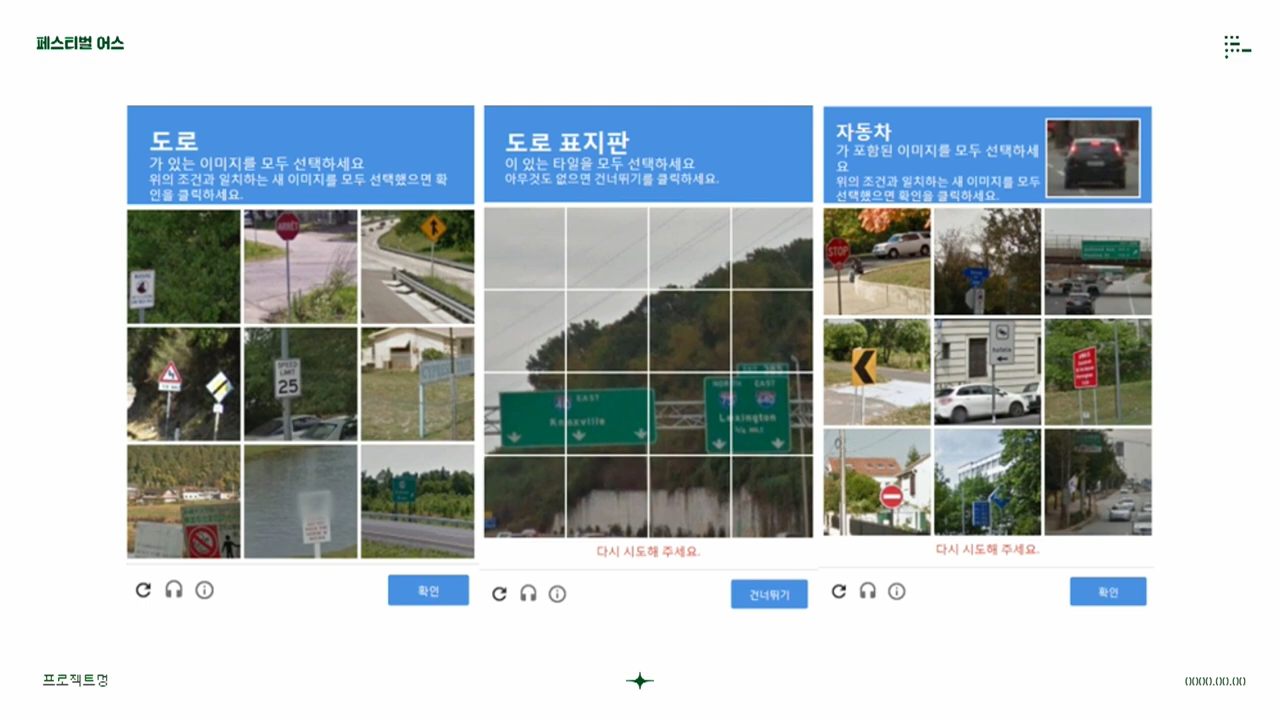 페스티벌 어스
도로
가 있는 이미지를 모두 선택하세요
위의 조건과 일치하는 새 이미지를 모두 선택했으면 확
인을 클릭하세요.
ARRÊT
SPEED
LIMIT
25
확인
도로 표지판
이 있는 타일을 모두 선택하세요
아무것도 없으면 건너뛰기를 클릭하세요.
EAST
Knoxville
NORTH EAST
Lexington
다시 시도해 주세요.
건너뛰기
자동차
가 포함된 이미지를 모두 선택하세
요
위의 조건과 일치하는 새 이미지를 모두
선택했으면 확인을 클릭하세요.
STOP
다시 시도해 주세요.
확인
프로젝트명
0000.00.00